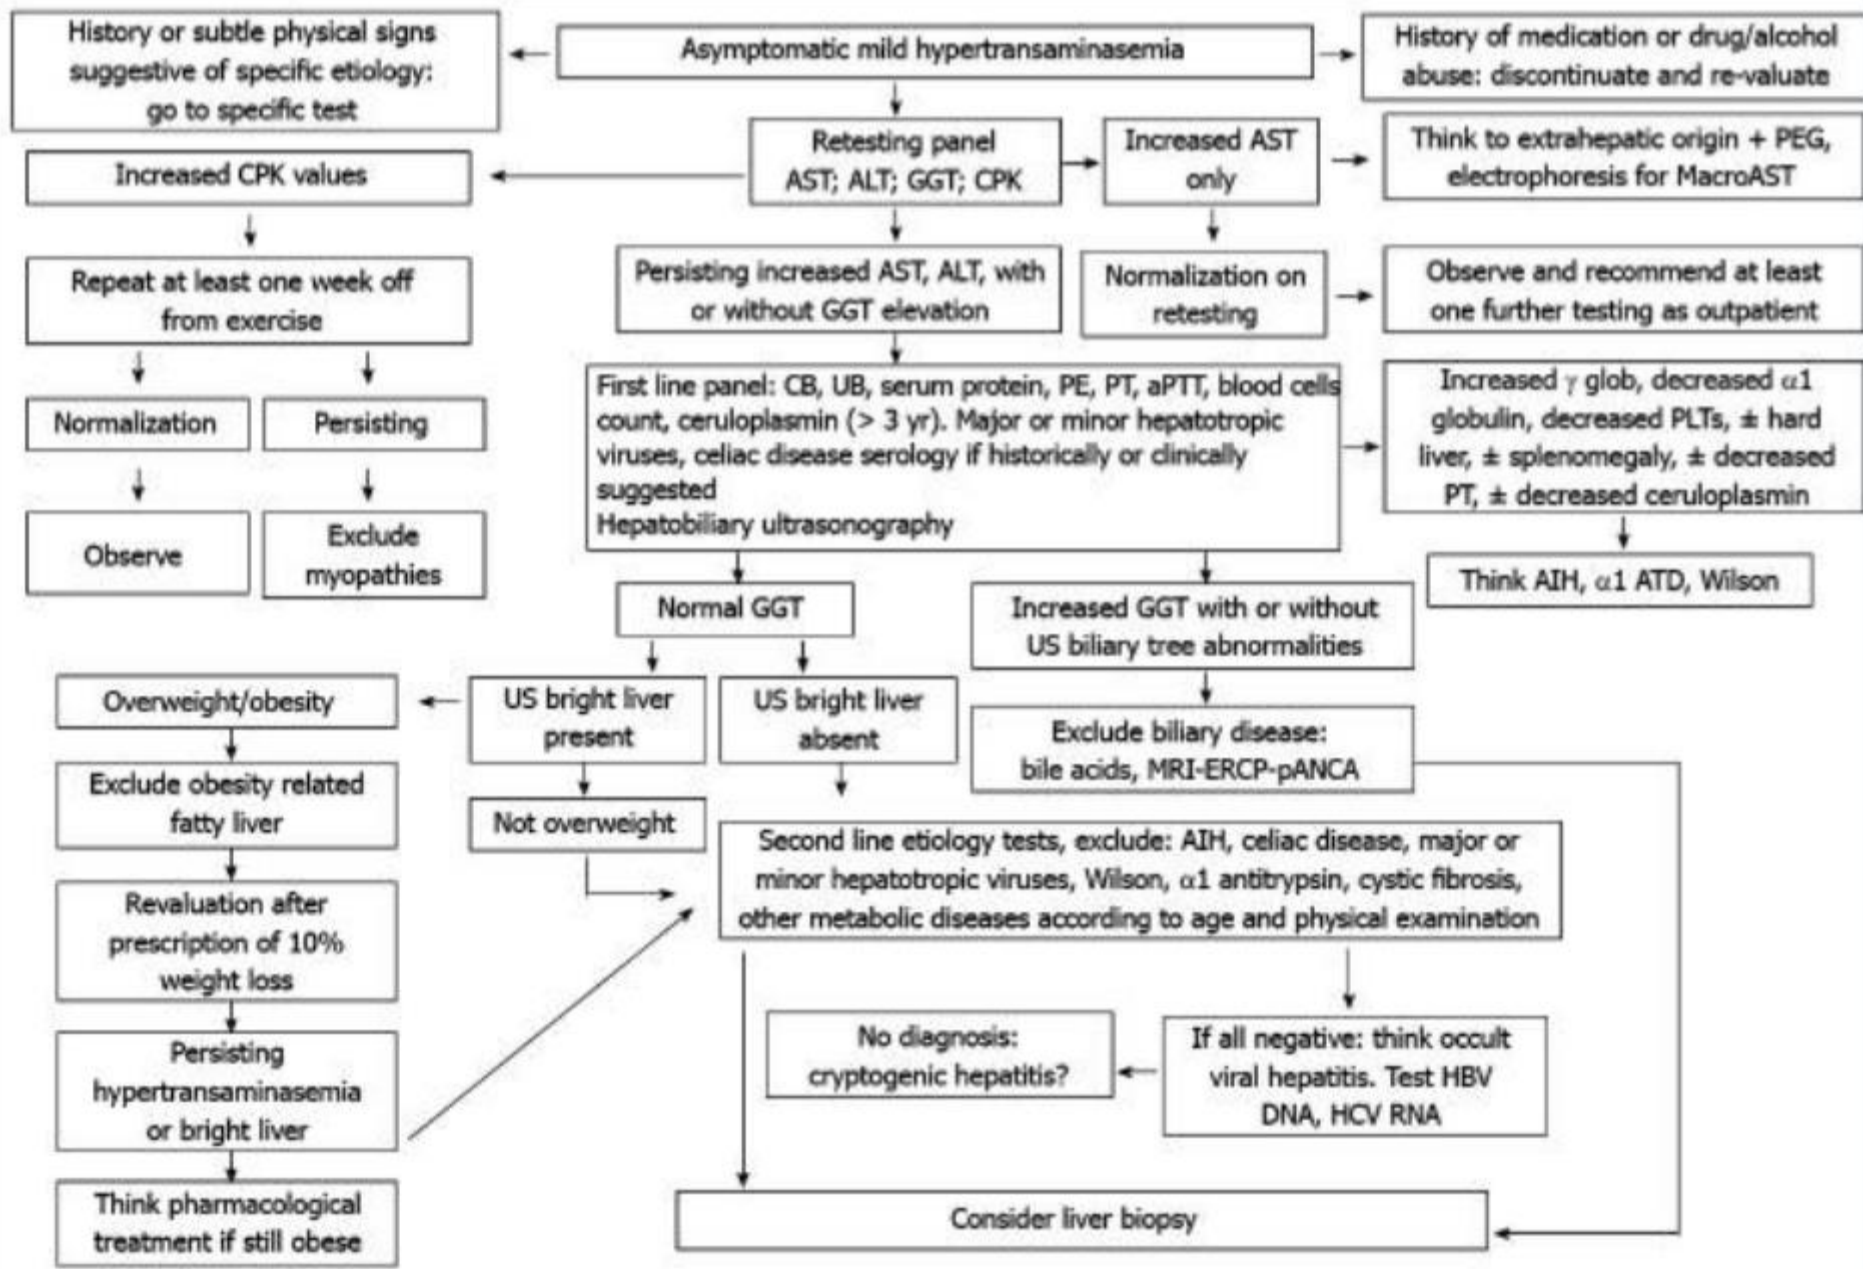 History or subtle physical signs
suggestive of specific etiology:
go to specific test
Asymptomatic mild hypertransaminasemia
History of medication or drug/alcohol
abuse: discontinuate and re-valuate
Increased CPK values
Retesting panel
AST; ALT; GGT; CPK
Increased AST
only
Think to extrahepatic origin + PEG,
electrophoresis for MacroAST
Repeat at least one week off
from exercise
Persisting increased AST, ALT, with
or without GGT elevation
Normalization on
retesting
Observe and recommend at least
one further testing as outpatient
Normalization
Persisting
First line panel: CB, UB, serum protein, PE, PT, aPTT, blood cells
count, ceruloplasmin (> 3 yr). Major or minor hepatotropic
viruses, celiac disease serology if historically or clinically
suggested
Hepatobiliary ultrasonography
Increased γ glob, decreased α1
globulin, decreased PLTs, ± hard
liver, ± splenomegaly, ± decreased
PT, ± decreased ceruloplasmin
Observe
Exclude
myopathies
Think AIH, α1 ATD, Wilson
Normal GGT
Increased GGT with or without
US biliary tree abnormalities
Overweight/obesity
US bright liver
present
US bright liver
absent
Exclude biliary disease:
bile acids, MRI-ERCP-pANCA
Exclude obesity related
fatty liver
Not overweight
Second line etiology tests, exclude: AIH, celiac disease, major or
minor hepatotropic viruses, Wilson, α1 antitrypsin, cystic fibrosis,
other metabolic diseases according to age and physical examination
Revaluation after
prescription of 10%
weight loss
Persisting
hypertransaminasemia
or bright liver
No diagnosis:
cryptogenic hepatitis?
If all negative: think occult
viral hepatitis. Test HBV
DNA, HCV RNA
Think pharmacological
treatment if still obese
Consider liver biopsy